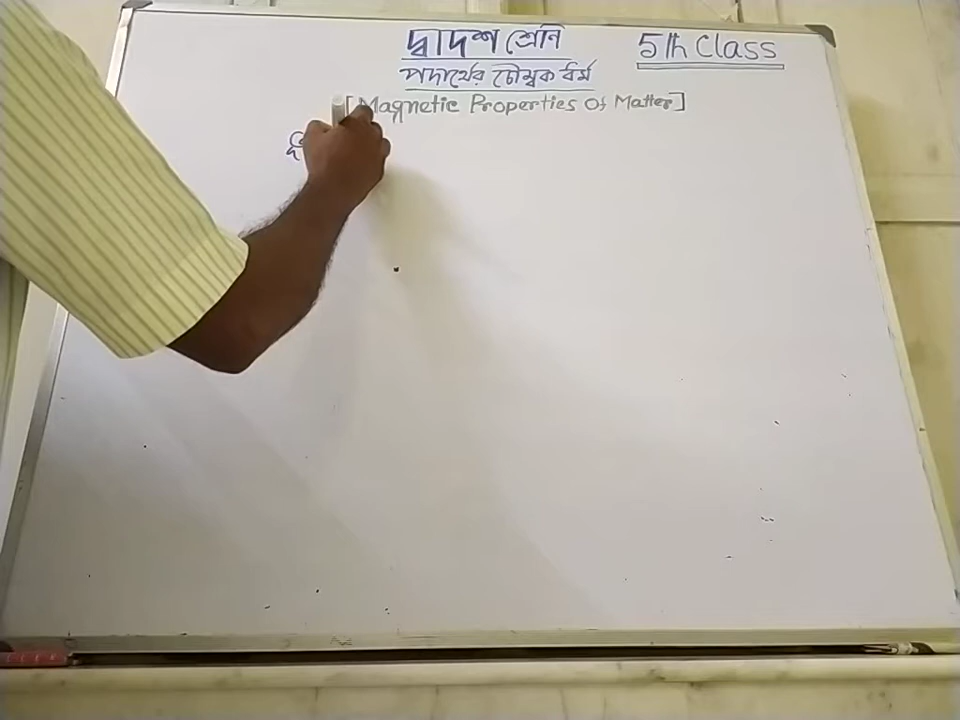 দ্বাদশ শ্রেনি
5th Class
পদার্থের চৌম্বক ধর্ম
[Magnetic Properties Of Matter]